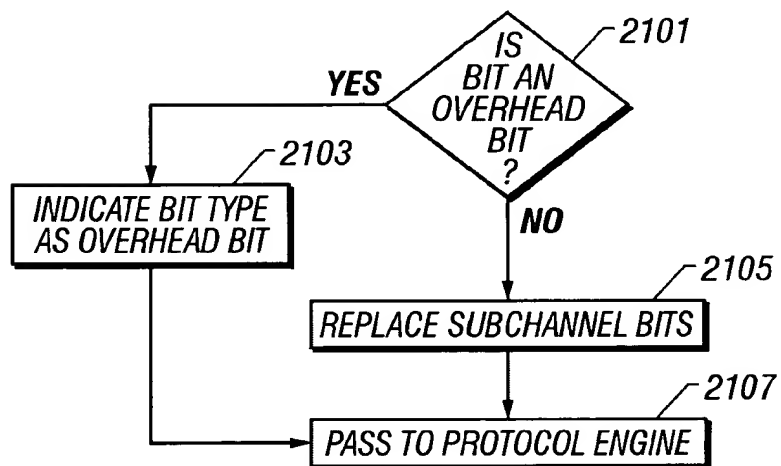 2101
IS
BIT AN
OVERHEAD
BIT
?
YES
NO
2103
INDICATE BIT TYPE
AS OVERHEAD BIT
2105
REPLACE SUBCHANNEL BITS
2107
PASS TO PROTOCOL ENGINE